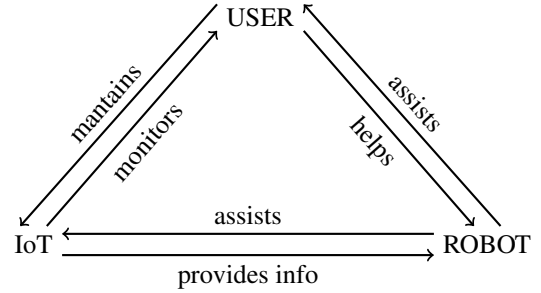 USER
mantains
monitors
assists
helps
assists
IoT
ROBOT
provides info